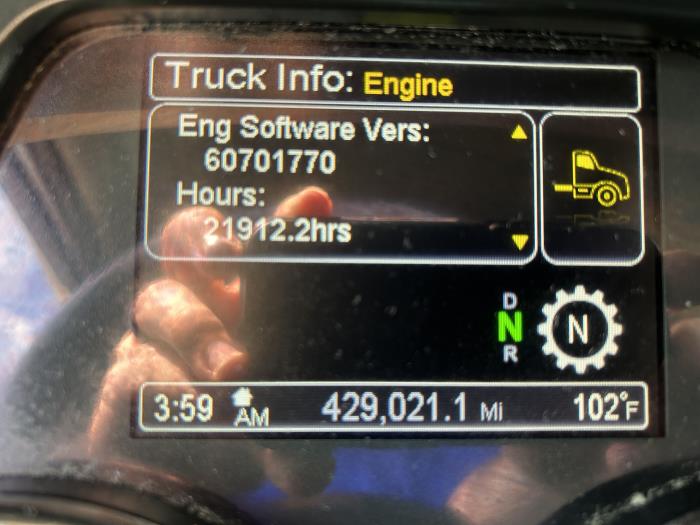 Truck Info: Engine
Eng Software Vers:
60701770
Hours:
21912.2hrs
D
N
R
N
3:59 AM 429,021.1 Mi 102°F